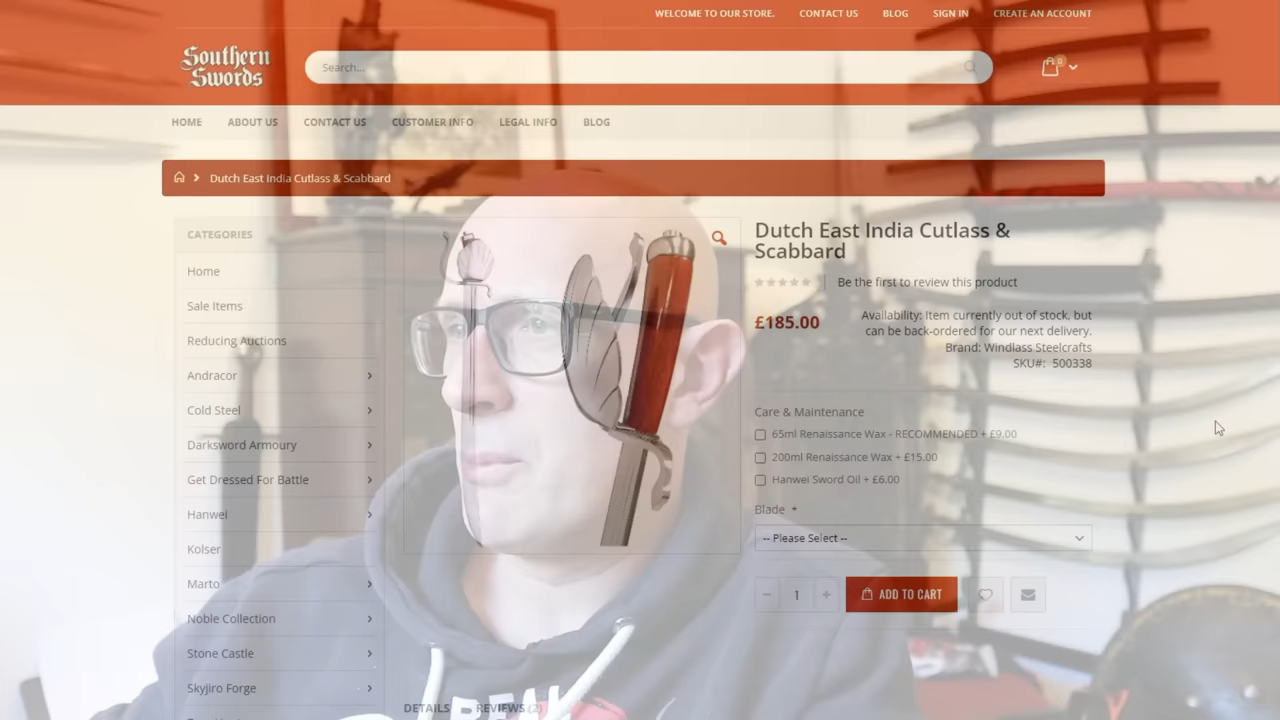 WELCOME TO OUR STORE. CONTACT US BLOG SIGN IN CREATE AN ACCOUNT
Southern
Swords
Search...
0
HOME ABOUT US CONTACT US CUSTOMER INFO LEGAL INFO BLOG
Dutch East India Cutlass & Scabbard
CATEGORIES
Home
Sale Items
Reducing Auctions
Andracor
Cold Steel
Darksword Armoury
Get Dressed For Battle
Hanwei
Kolser
Marto
Noble Collection
Stone Castle
Skyjiro Forge
Dutch East India Cutlass &
Scabbard
Be the first to review this product
£185.00
Availability: Item currently out of stock, but
can be back-ordered for our next delivery.
Brand: Windlass Steelcrafts
SKU#: 500338
Care & Maintenance
65ml Renaissance Wax - RECOMMENDED + £9.00
200ml Renaissance Wax + £15.00
Hanwei Sword Oil + £6.00
Blade *
-- Please Select --
1 ADD TO CART
DETAILS REVIEWS (2)